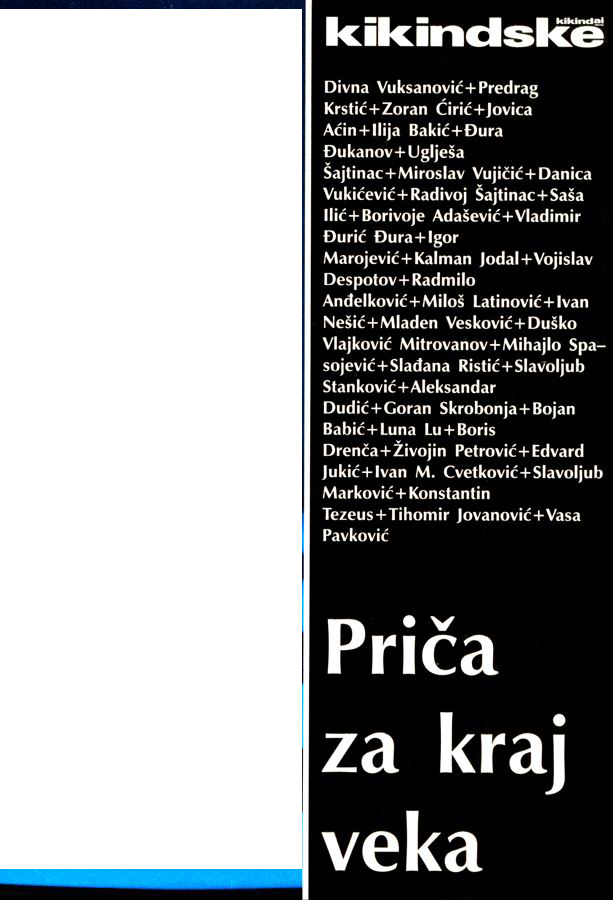 kikindai
kikindske
Divna Vuksanović+Predrag
Krstić+Zoran Ćirić+Jovica
Aćin+Ilija Bakić+Đura
Đukanov+Uglješa
Šajtinac+Miroslav Vujičić+Danica
Vukićević+Radivoj Šajtinac+Saša
Ilić+Borivoje Adašević+Vladimir
Đurić Đura+Igor
Marojević+Kalman Jodal+Vojislav
Despotov+Radmilo
Anđelković+Miloš Latinović+Ivan
Nešić+Mladen Vesković+Duško
Vlajković Mitrovanov+Mihajlo Spa–
sojević+Slađana Ristić+Slavoljub
Stanković+Aleksandar
Dudić+Goran Skrobonja+Bojan
Babić+Luna Lu+Boris
Drenča+Živojin Petrović+Edvard
Jukić+Ivan M. Cvetković+Slavoljub
Marković+Konstantin
Tezeus+Tihomir Jovanović+Vasa
Pavković
Priča
za kraj
veka